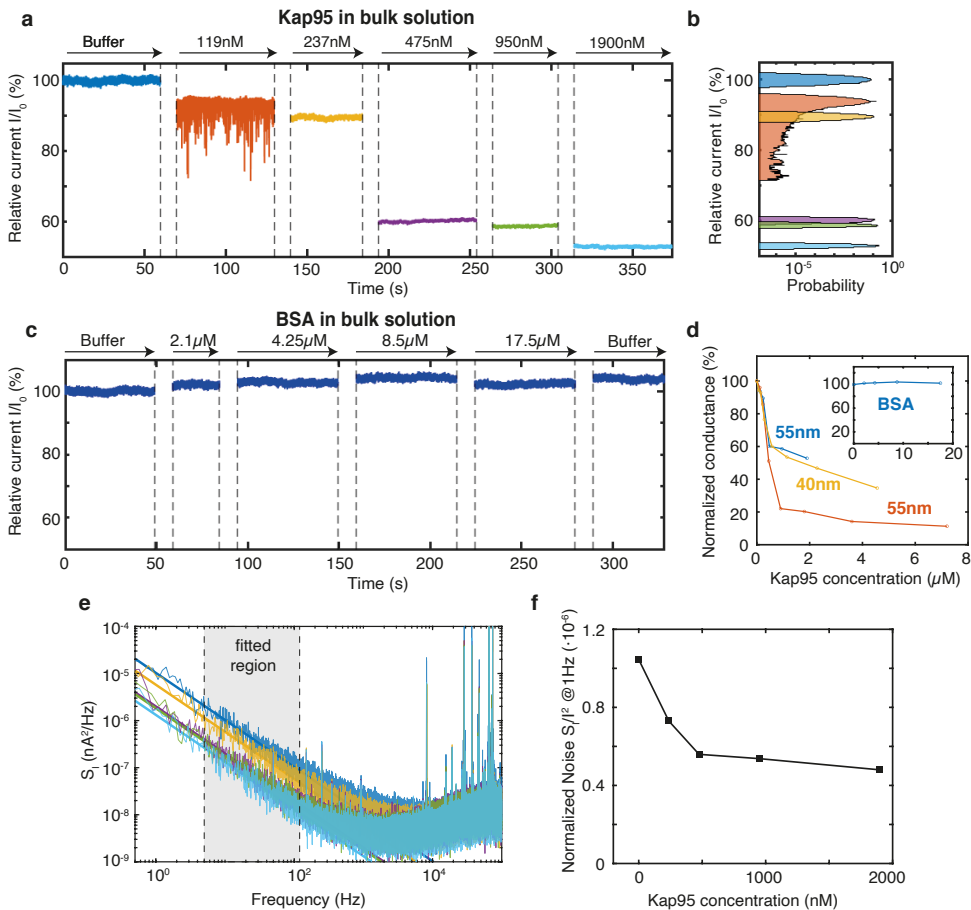 a
Kap95 in bulk solution
b
Buffer 119nM 237nM 475nM 950nM 1900nM
Relative current I/I0 (%)
100
80
60
0 50 100 150 200 250 300 350
Time (s)
Relative current I/I0 (%)
100
80
60
10-5 100
Probability
c
BSA in bulk solution
d
Buffer 2.1µM 4.25µM 8.5µM 17.5µM Buffer
Relative current I/I0 (%)
100
80
60
0 50 100 150 200 250 300
Time (s)
Normalized conductance (%)
100
80
60
40
20
0
0 2 4 6 8
Kap95 concentration (µM)
55nm
40nm
55nm
BSA
100
80
60
40
20
0 10 20
e
f
fitted
region
SI (nA2/Hz)
10-4
10-5
10-6
10-7
10-8
10-9
100 102 104
Frequency (Hz)
Normalized Noise SI/I2 @1Hz (·10-6)
1.2
0.8
0.4
0
0 1000 2000
Kap95 concentration (nM)